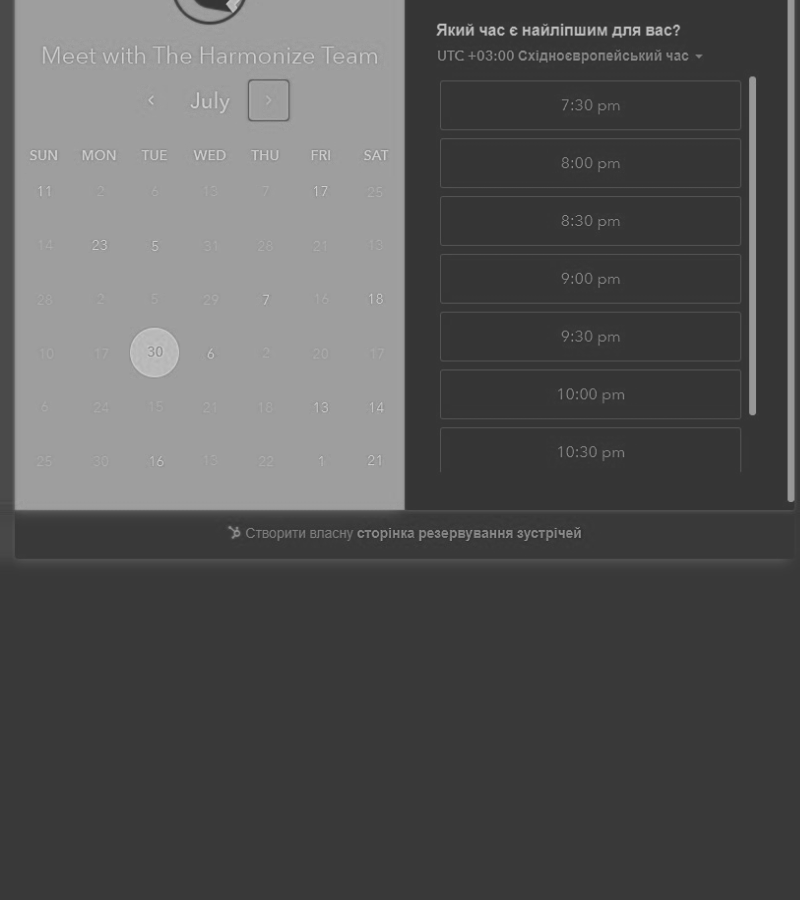 Meet with The Harmonize Team
July
SUN MON TUE WED THU FRI SAT
11 2 6 13 7 17 25
14 23 5 31 28 21 13
28 2 5 29 7 16 18
10 17 30 6 2 20 17
6 24 15 21 18 13 14
25 30 16 13 22 1 21
Який час є найліпшим для вас?
UTC +03:00 Східноєвропейський час
7:30 pm
8:00 pm
8:30 pm
9:00 pm
9:30 pm
10:00 pm
10:30 pm
Створити власну сторінка резервування зустрічей